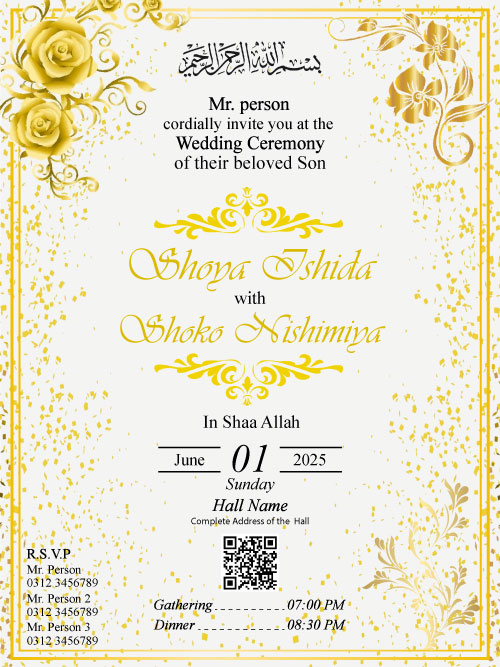 بسم الله الرحمن الرحيم
Mr. person
cordially invite you at the
Wedding Ceremony
of their beloved Son
Shoya Ishida
with
Shoko Nishimiya
In Shaa Allah
June 01 2025
Sunday
Hall Name
Complete Address of the Hall
R.S.V.P
Mr. Person
0312 3456789
Mr. Person 2
0312 3456789
Mr. Person 3
0312 3456789
Gathering ............... 07:00 PM
Dinner ................... 08:30 PM